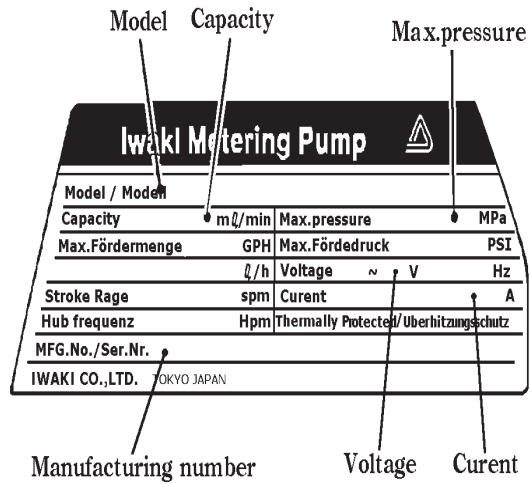 Model Capacity
Max.pressure
Iwaki Metering Pump
Model / Modell
Capacity mℓ/min Max.pressure MPa
Max.Fördermenge GPH Max.Fördedruck PSI
ℓ/h Voltage ~ V Hz
Stroke Rage spm Curent A
Hub frequenz Hpm Thermally Protected/Uberhitzungsschutz
MFG.No./Ser.Nr.
IWAKI CO.,LTD. TOKYO JAPAN
Manufacturing number Voltage Curent